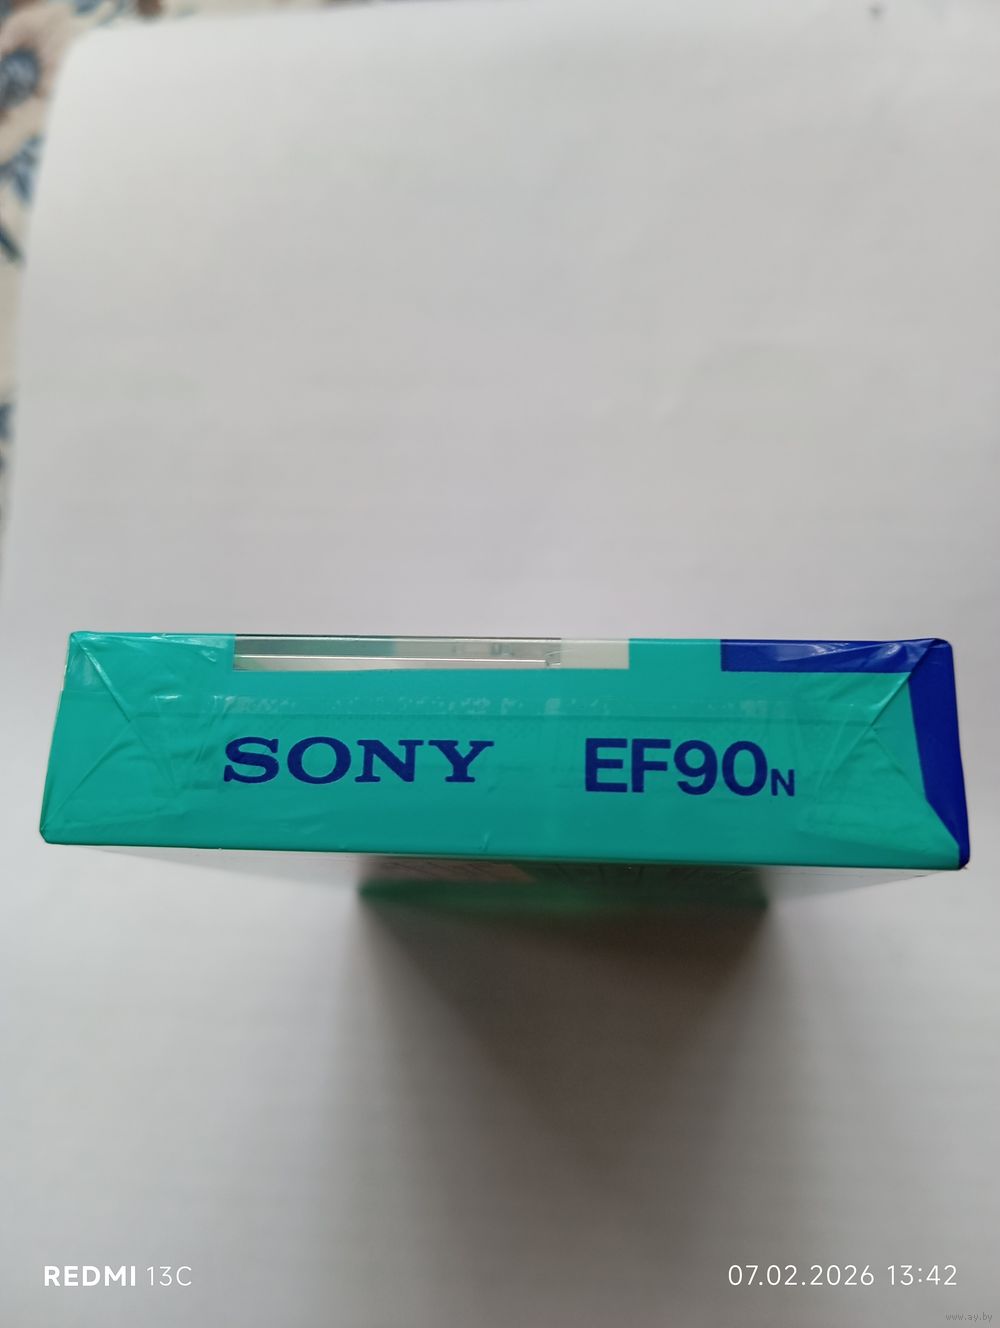 SONY EF90N
REDMI 13C
07.02.2026 13:42
www.ay.by